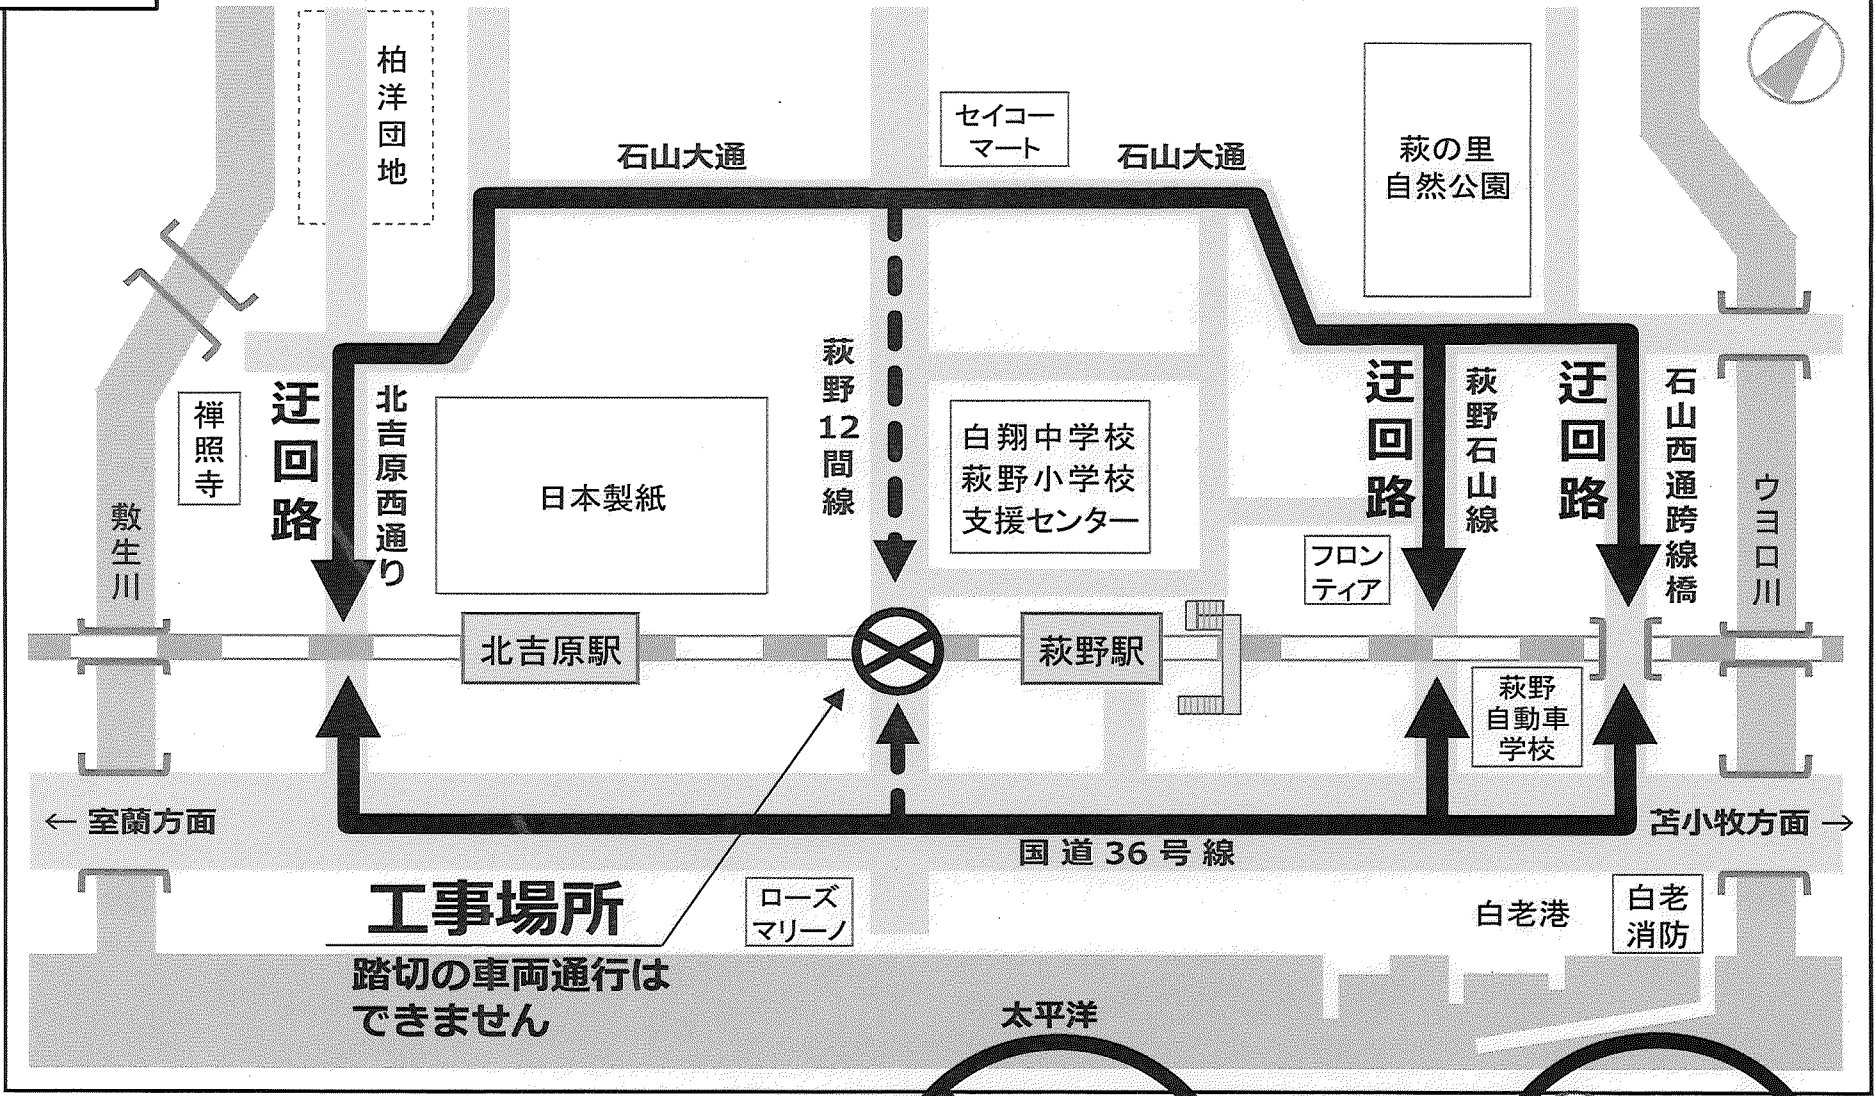 柏洋団地
石山大通
セイコー
マート
石山大通
萩の里
自然公園
禅照寺
迂回路
北吉原西通り
日本製紙
萩野12間線
白翔中学校
萩野小学校
支援センター
迂回路
萩野石山線
迂回路
石山西通跨線橋
敷生川
ウヨロ川
フロン
ティア
北吉原駅
萩野駅
萩野
自動車
学校
← 室蘭方面
苫小牧方面 →
国道36号線
工事場所
踏切の車両通行は
できません
ローズ
マリーノ
白老港
白老
消防
太平洋